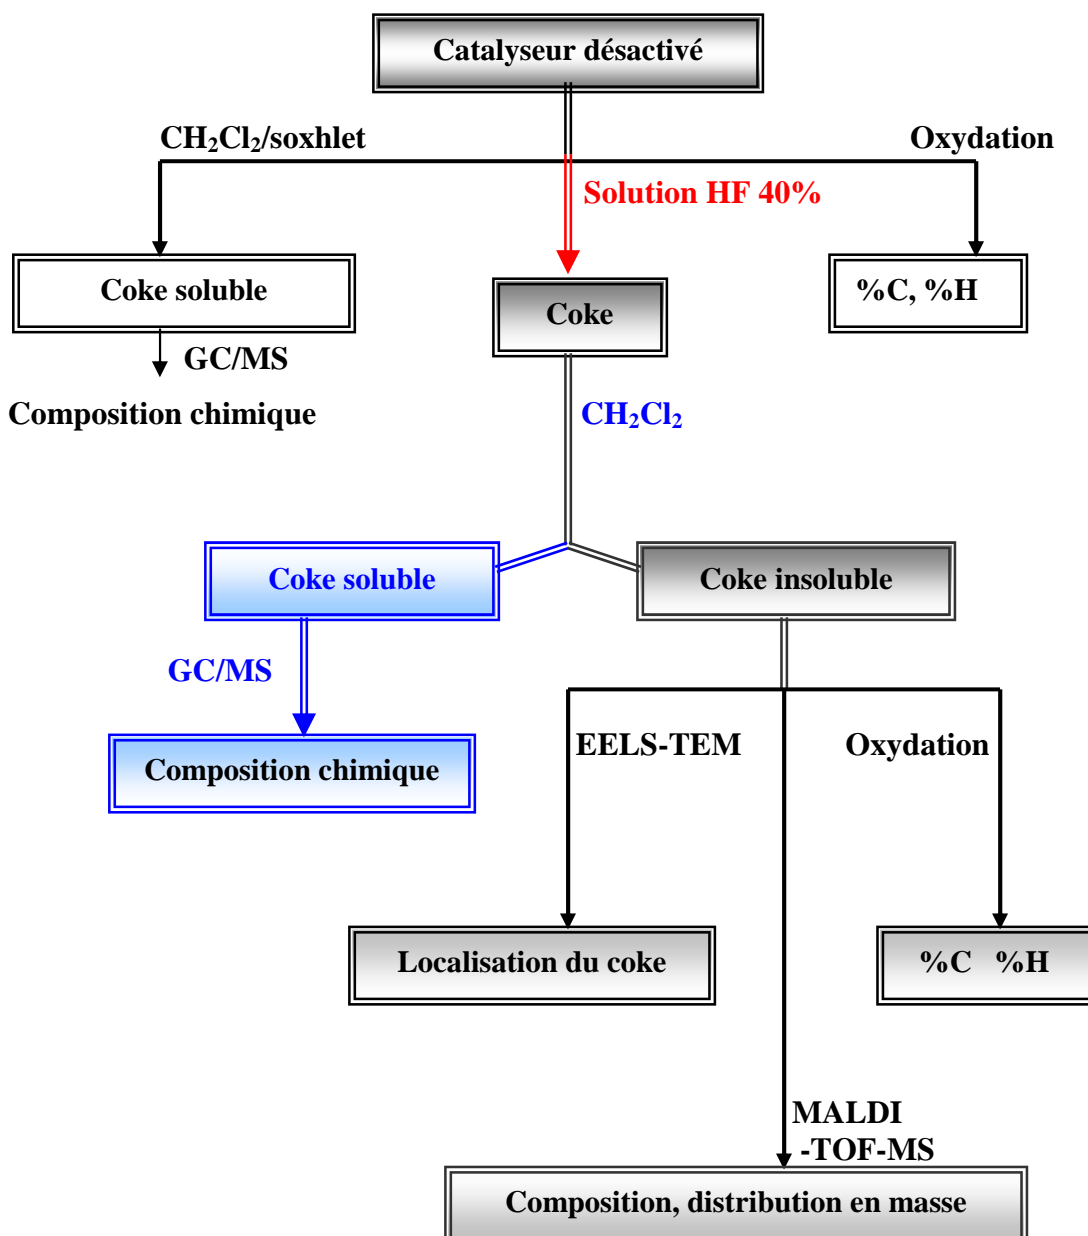 Catalyseur désactivé
CH₂Cl₂/soxhlet
Oxydation
Solution HF 40%
Coke soluble
%C, %H
Coke
GC/MS
Composition chimique
CH₂Cl₂
Coke soluble
Coke insoluble
GC/MS
EELS-TEM
Oxydation
Composition chimique
Localisation du coke
%C %H
MALDI
-TOF-MS
Composition, distribution en masse